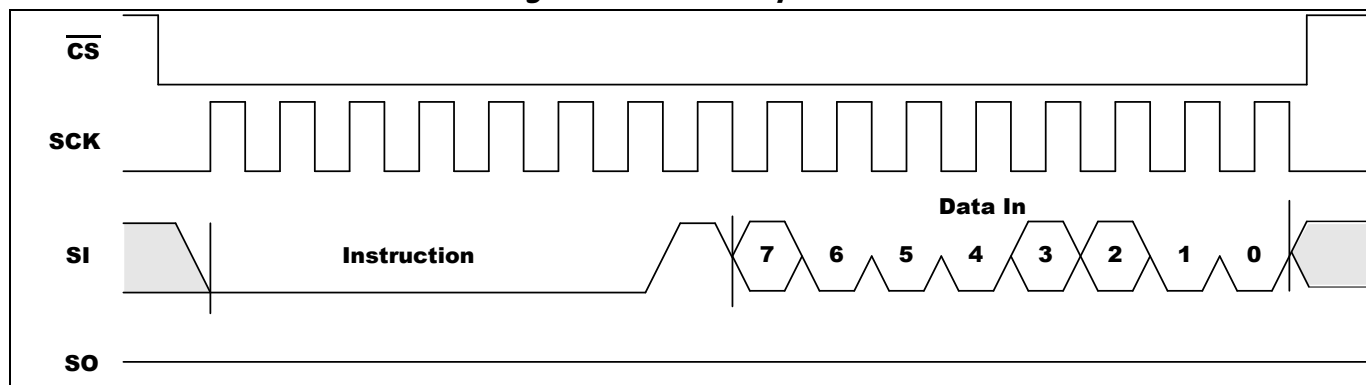 CS
SCK
Data In
SI Instruction 7 6 5 4 3 2 1 0
SO